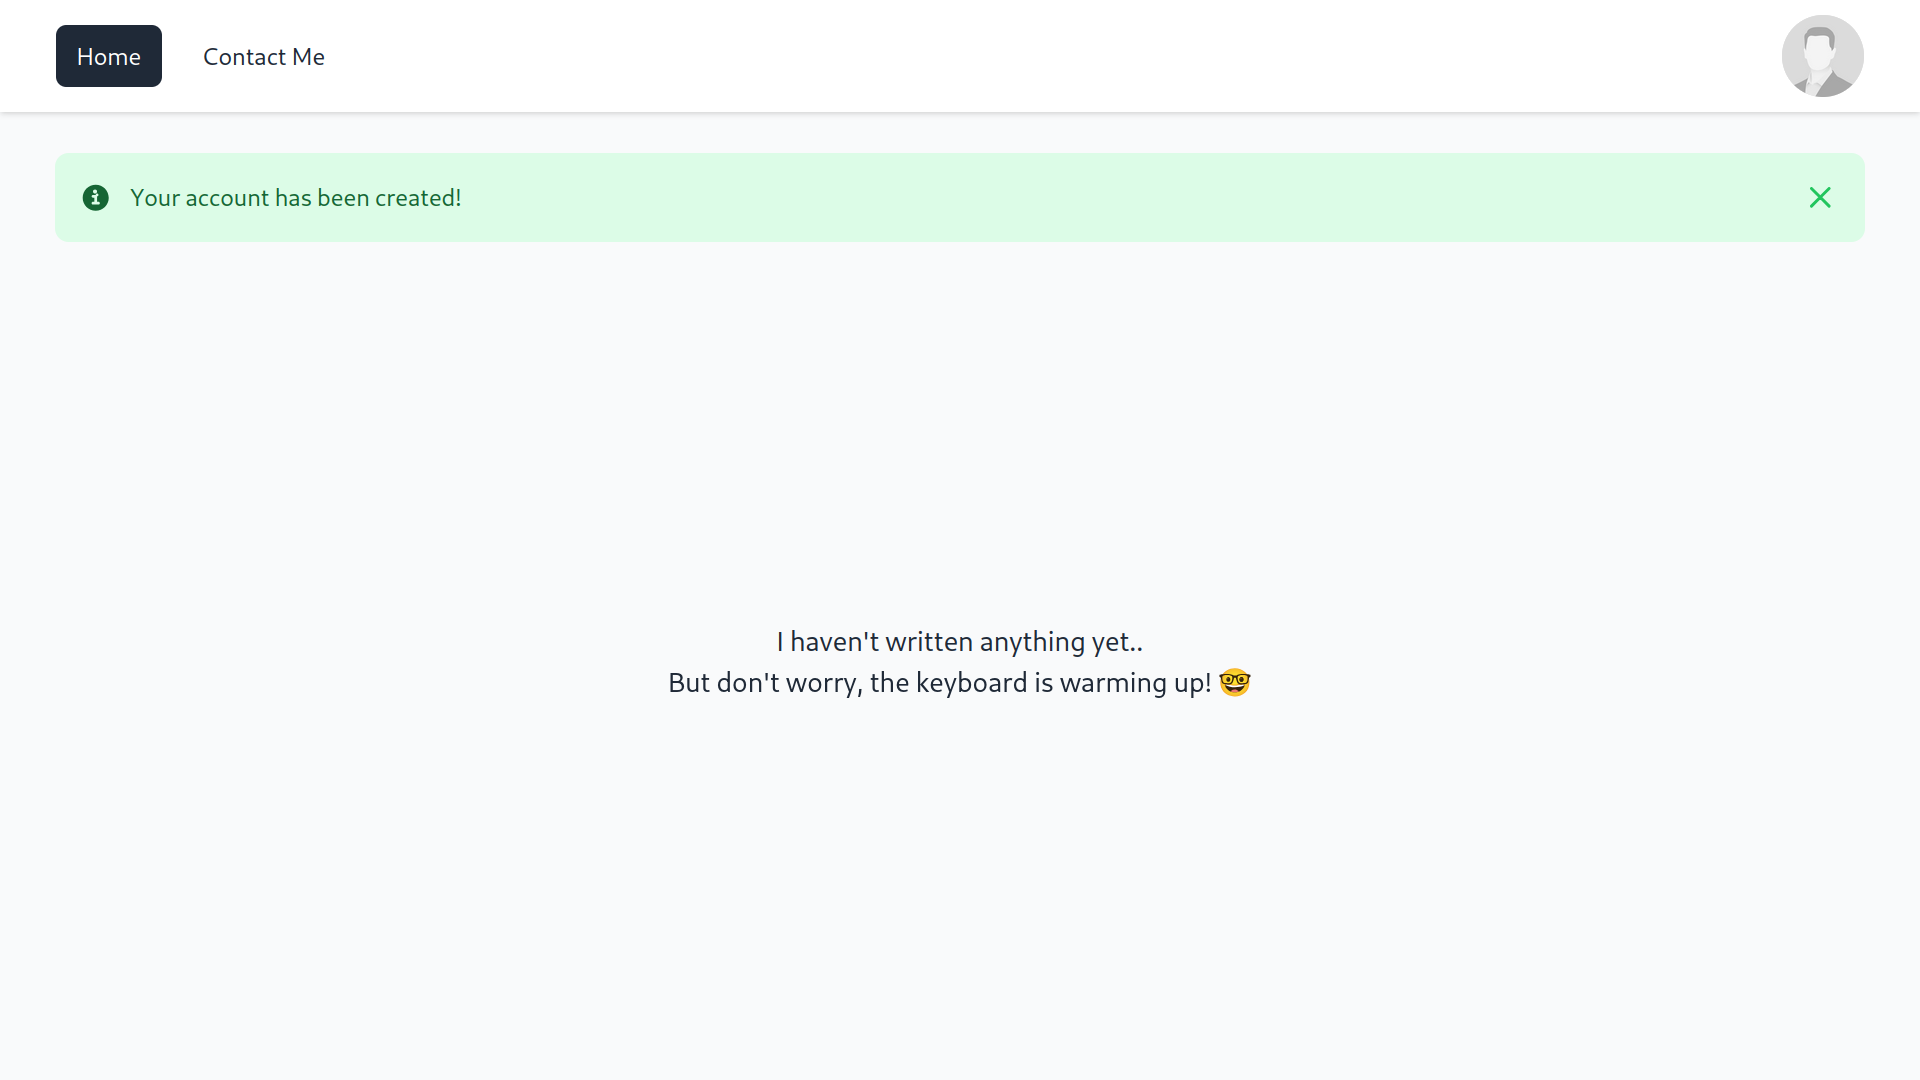 Home
Contact Me
Your account has been created!
I haven't written anything yet..
But don't worry, the keyboard is warming up! 🤓